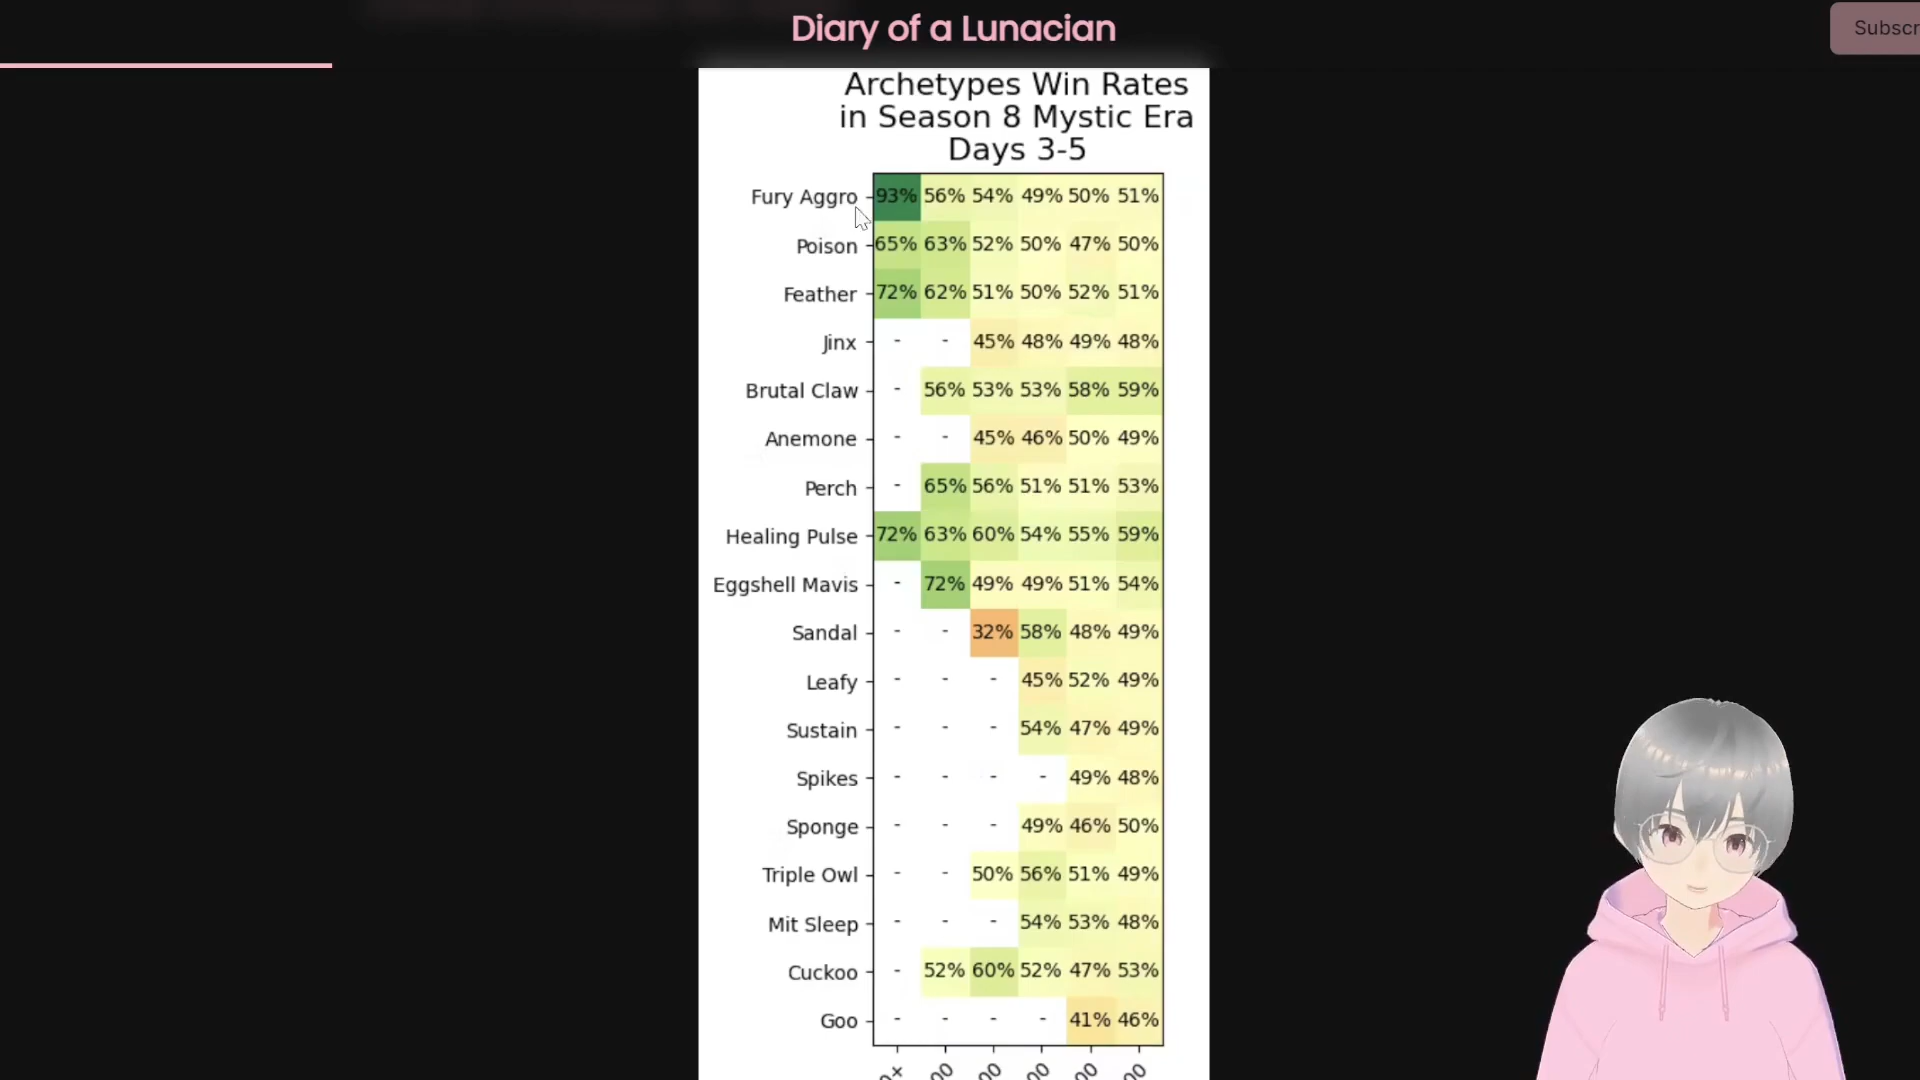 Diary of a Lunacian
Archetypes Win Rates
in Season 8 Mystic Era
Days 3-5
Fury Aggro 93% 56% 54% 49% 50% 51%
Poison 65% 63% 52% 50% 47% 50%
Feather 72% 62% 51% 50% 52% 51%
Jinx - - 45% 48% 49% 48%
Brutal Claw - 56% 53% 53% 58% 59%
Anemone - - 45% 46% 50% 49%
Perch - 65% 56% 51% 51% 53%
Healing Pulse 72% 63% 60% 54% 55% 59%
Eggshell Mavis - 72% 49% 49% 51% 54%
Sandal - - 32% 58% 48% 49%
Leafy - - - 45% 52% 49%
Sustain - - - 54% 47% 49%
Spikes - - - - 49% 48%
Sponge - - - 49% 46% 50%
Triple Owl - - 50% 56% 51% 49%
Mit Sleep - - - 54% 53% 48%
Cuckoo - 52% 60% 52% 47% 53%
Goo - - - - 41% 46%